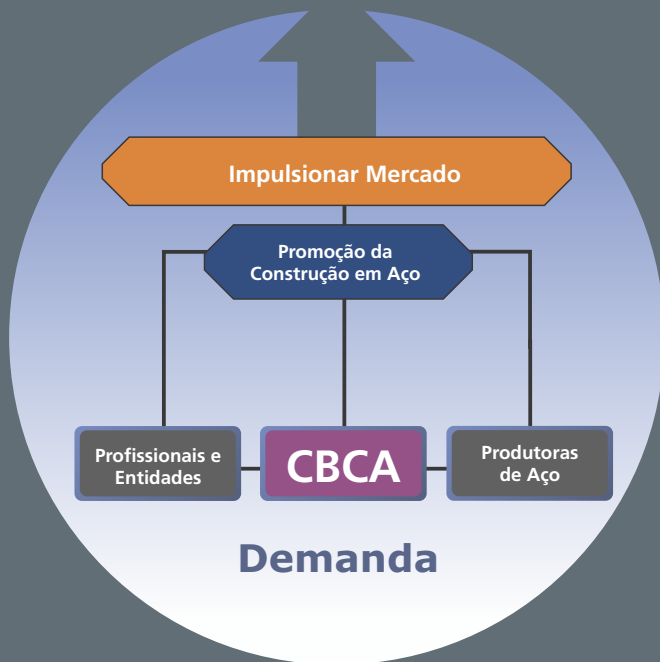 Impulsionar Mercado
Promoção da
Construção em Aço
Profissionais e
Entidades
CBCA
Produtoras
de Aço
Demanda